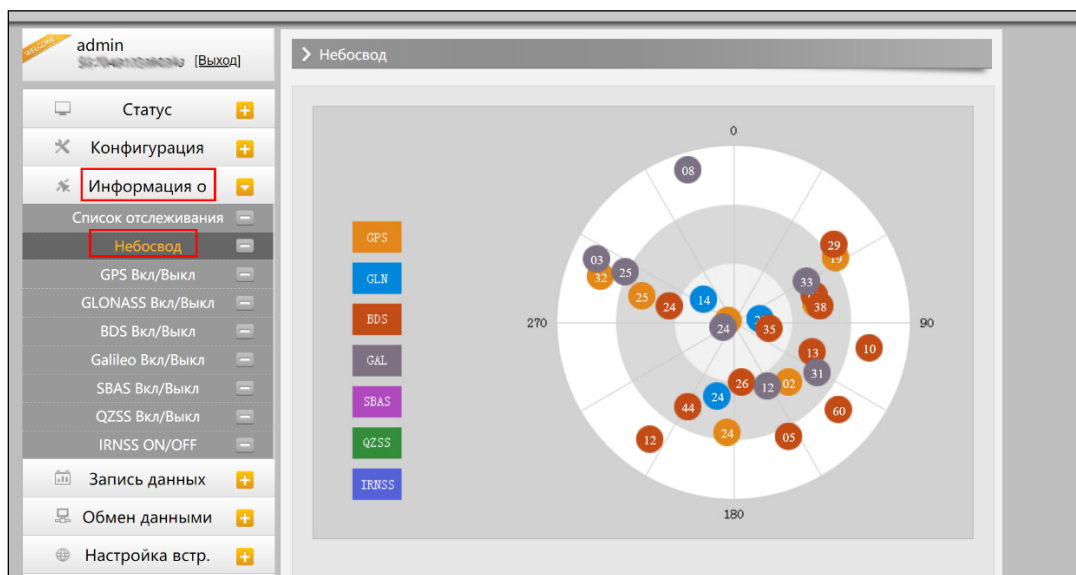 WELCOME
admin
[Выход]
Статус
Конфигурация
Информация о
Список отслеживания
Небосвод
GPS Вкл/Выкл
GLONASS Вкл/Выкл
BDS Вкл/Выкл
Galileo Вкл/Выкл
SBAS Вкл/Выкл
QZSS Вкл/Выкл
IRNSS ON/OFF
Запись данных
Обмен данными
Настройка встр.
Небосвод
GPS
GLN
BDS
GAL
SBAS
QZSS
IRNSS
0
08
29
03
19
32
25
33
25
24
14
38
270
24
35
90
13
10
31
26
12
02
24
44
60
24
05
12
180